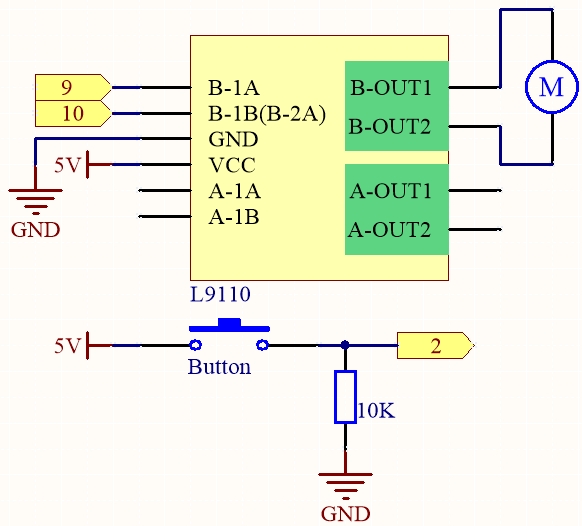 9
B-1A
B-OUT1
M
10
B-1B(B-2A)
B-OUT2
GND
5V
VCC
A-1A
A-OUT1
GND
A-1B
A-OUT2
L9110
5V
Button
2
10K
GND